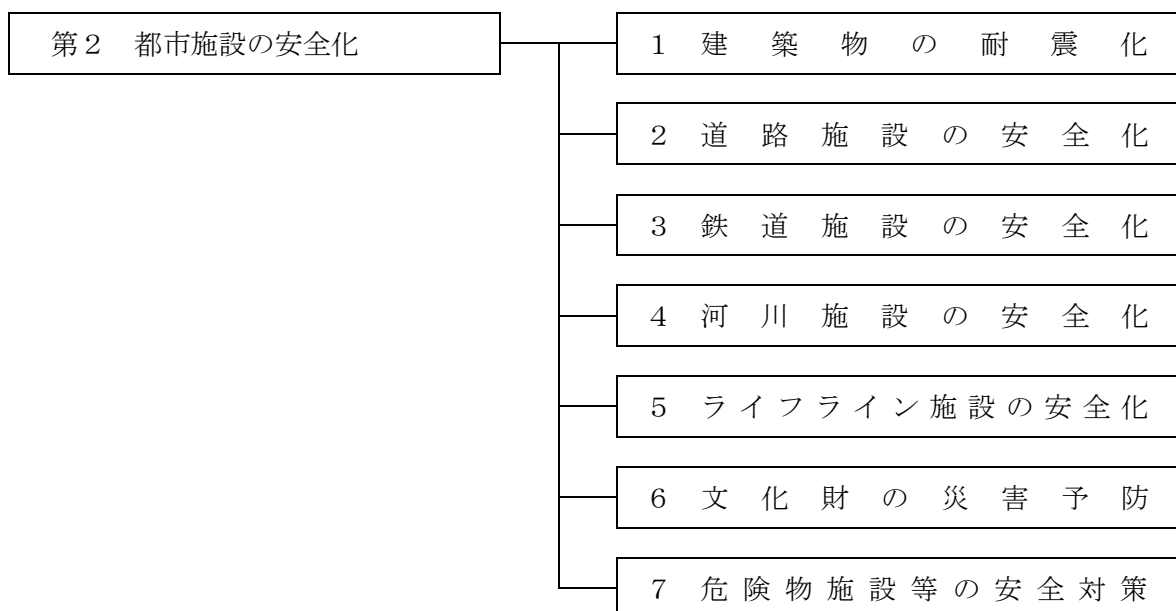 第２　都市施設の安全化
１　建築物の耐震化
２　道路施設の安全化
３　鉄道施設の安全化
４　河川施設の安全化
５　ライフライン施設の安全化
６　文化財の災害予防
７　危険物施設等の安全対策